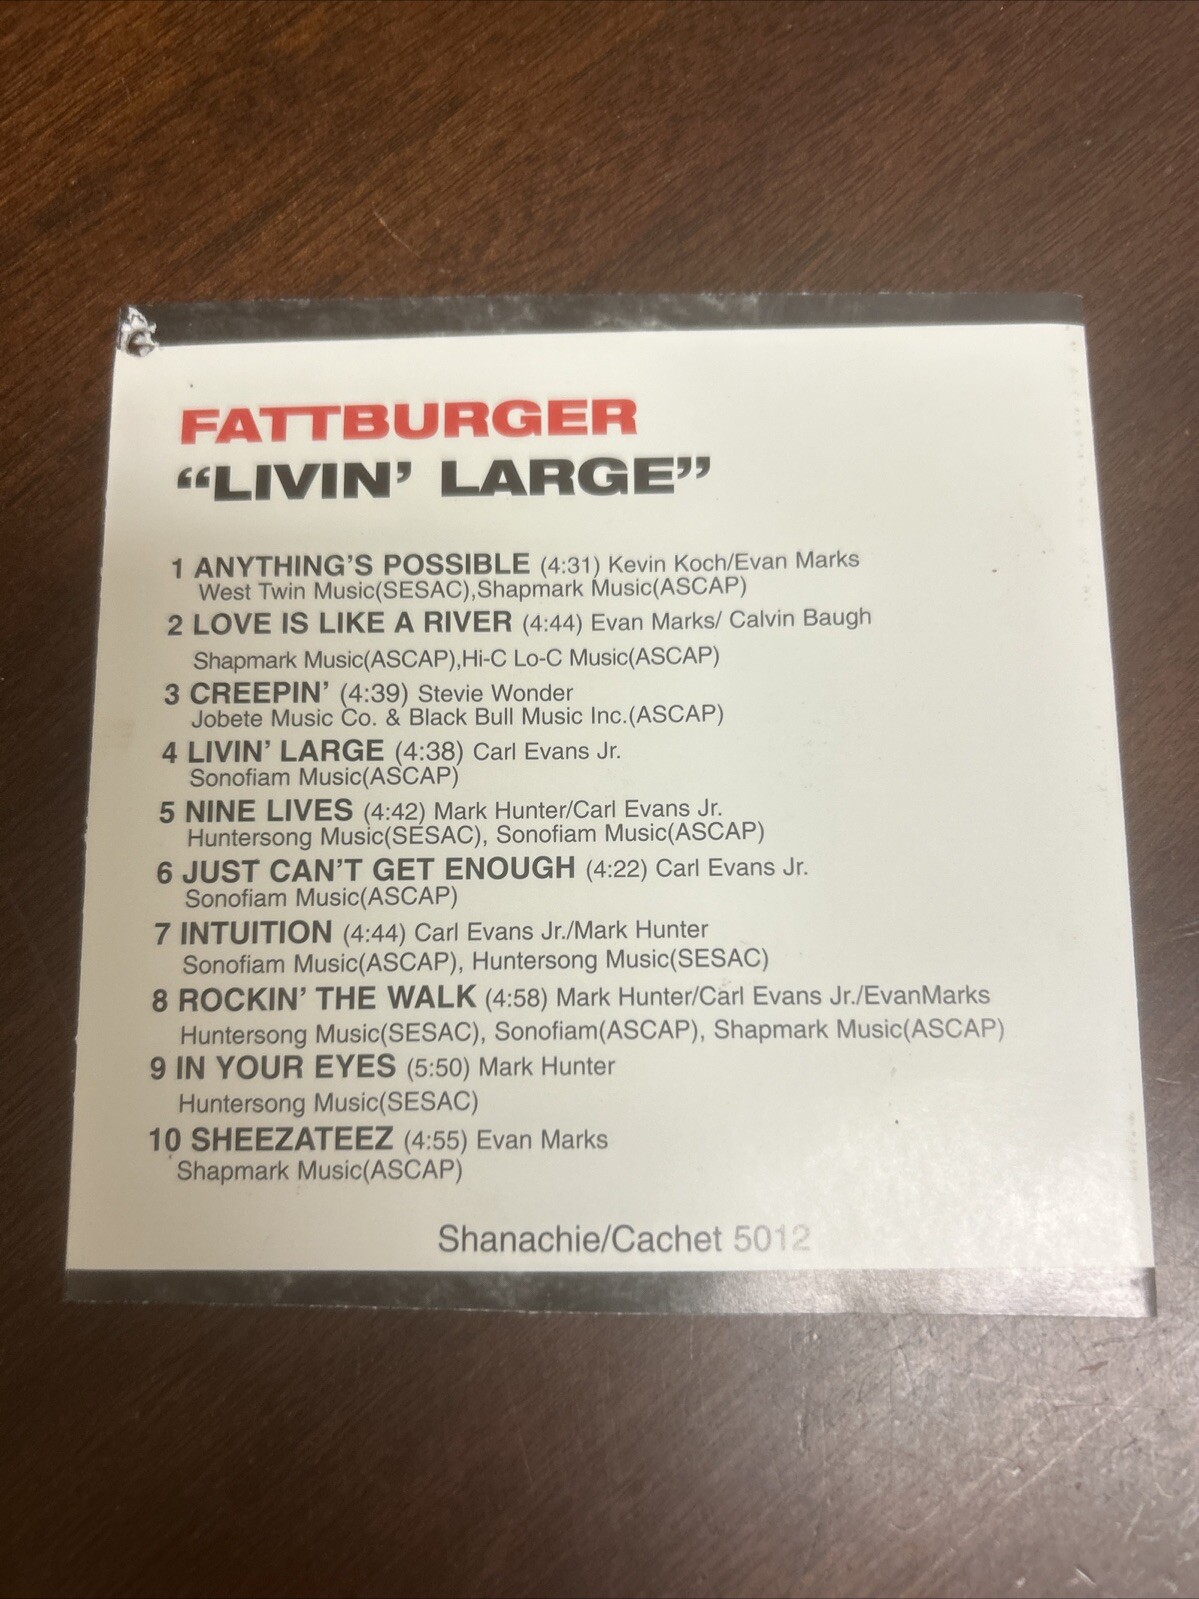 FATTBURGER
“LIVIN’ LARGE”
1 ANYTHING’S POSSIBLE (4:31) Kevin Koch/Evan Marks
West Twin Music(SESAC),Shapmark Music(ASCAP)
2 LOVE IS LIKE A RIVER (4:44) Evan Marks/ Calvin Baugh
Shapmark Music(ASCAP),Hi-C Lo-C Music(ASCAP)
3 CREEPIN’ (4:39) Stevie Wonder
Jobete Music Co. & Black Bull Music Inc.(ASCAP)
4 LIVIN’ LARGE (4:38) Carl Evans Jr.
Sonofiam Music(ASCAP)
5 NINE LIVES (4:42) Mark Hunter/Carl Evans Jr.
Huntersong Music(SESAC), Sonofiam Music(ASCAP)
6 JUST CAN’T GET ENOUGH (4:22) Carl Evans Jr.
Sonofiam Music(ASCAP)
7 INTUITION (4:44) Carl Evans Jr./Mark Hunter
Sonofiam Music(ASCAP), Huntersong Music(SESAC)
8 ROCKIN’ THE WALK (4:58) Mark Hunter/Carl Evans Jr./EvanMarks
Huntersong Music(SESAC), Sonofiam(ASCAP), Shapmark Music(ASCAP)
9 IN YOUR EYES (5:50) Mark Hunter
Huntersong Music(SESAC)
10 SHEEZATEEZ (4:55) Evan Marks
Shapmark Music(ASCAP)
Shanachie/Cachet 5012